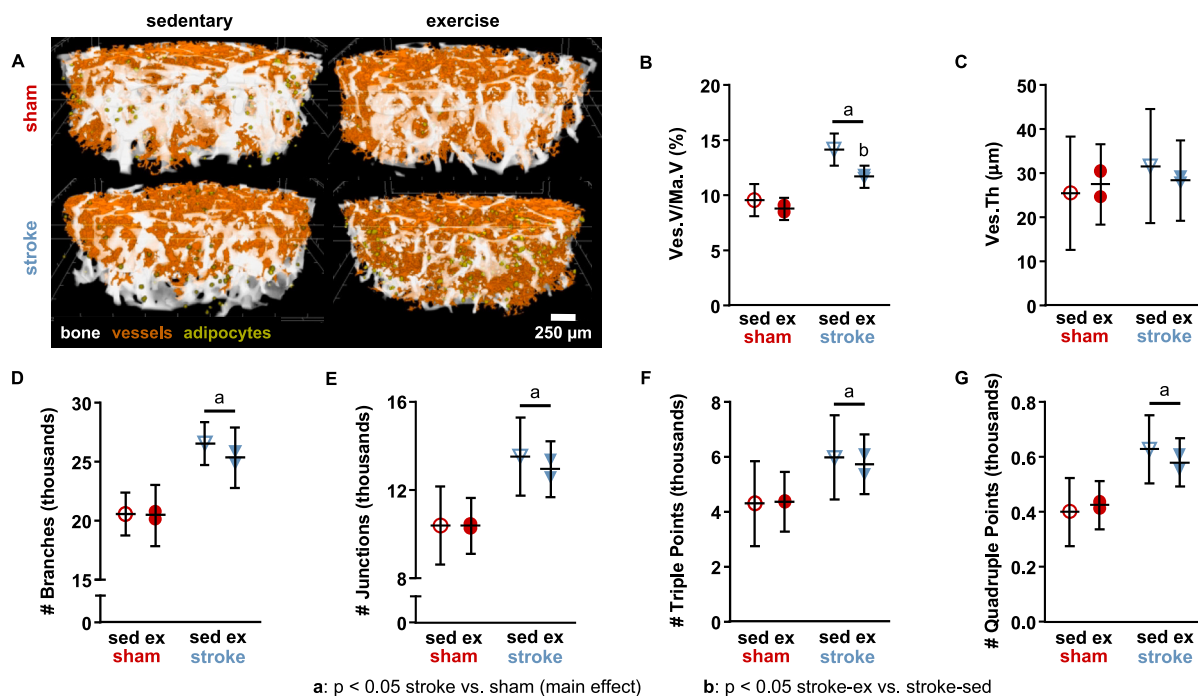 sedentary exercise
A
sham
stroke
bone vessels adipocytes
250 µm
B
Ves.V/Ma.V (%)
20
15
10
5
0
a
b
sed ex sed ex
sham stroke
C
Ves.Th (µm)
50
40
30
20
10
0
sed ex sed ex
sham stroke
D
# Branches (thousands)
30
25
20
15
0
a
sed ex sed ex
sham stroke
E
# Junctions (thousands)
16
12
8
0
a
sed ex sed ex
sham stroke
F
# Triple Points (thousands)
8
6
4
2
0
a
sed ex sed ex
sham stroke
G
# Quadruple Points (thousands)
0.8
0.6
0.4
0.2
0.0
a
sed ex sed ex
sham stroke
a: p < 0.05 stroke vs. sham (main effect) b: p < 0.05 stroke-ex vs. stroke-sed